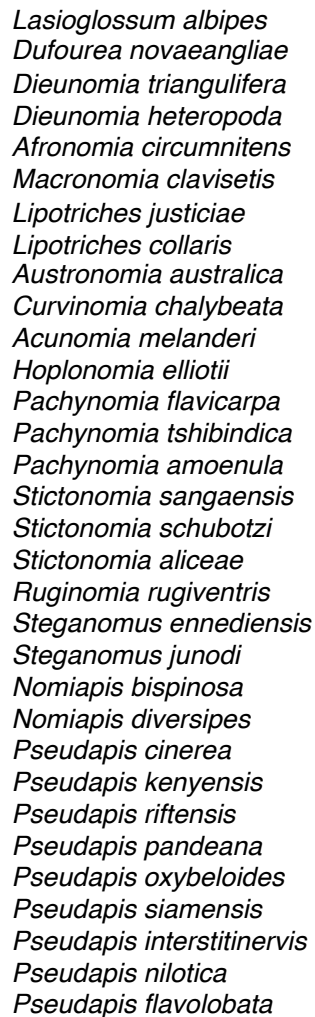 Lasioglossum albipes
Dufourea novaeangliae
Dieunomia triangulifera
Dieunomia heteropoda
Afronomia circumnitens
Macronomia clavisetis
Lipotriches justiciae
Lipotriches collaris
Austronomia australica
Curvinomia chalybeata
Acunomia melanderi
Hoplonomia elliotii
Pachynomia flavicarpa
Pachynomia tshibindica
Pachynomia amoenula
Stictonomia sangaensis
Stictonomia schubotzi
Stictonomia aliceae
Ruginomia rugiventris
Steganomus ennediensis
Steganomus junodi
Nomiapis bispinosa
Nomiapis diversipes
Pseudapis cinerea
Pseudapis kenyensis
Pseudapis riftensis
Pseudapis pandeana
Pseudapis oxybeloides
Pseudapis siamensis
Pseudapis interstitinervis
Pseudapis nilotica
Pseudapis flavolobata